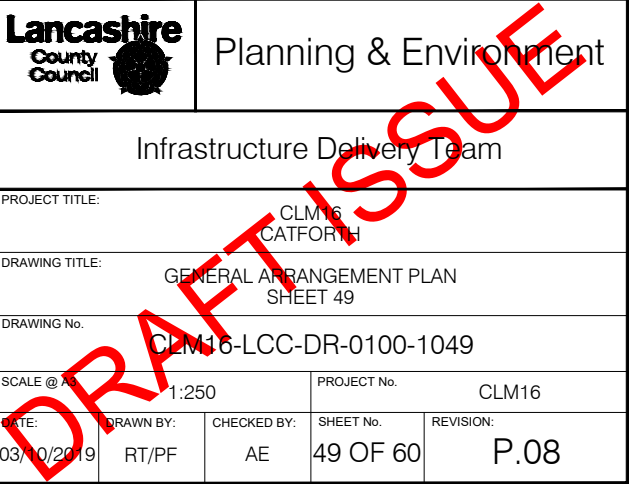 Lancashire
County
Council
Planning & Environment
Infrastructure Delivery Team
PROJECT TITLE:
CLM16
CATFORTH
DRAWING TITLE:
GENERAL ARRANGEMENT PLAN
SHEET 49
DRAWING No.
CLM16-LCC-DR-0100-1049
SCALE @ A3
1:250
PROJECT No.
CLM16
DATE:
03/10/2019
DRAWN BY:
RT/PF
CHECKED BY:
AE
SHEET No.
49 OF 60
REVISION:
P.08
DRAFT ISSUE